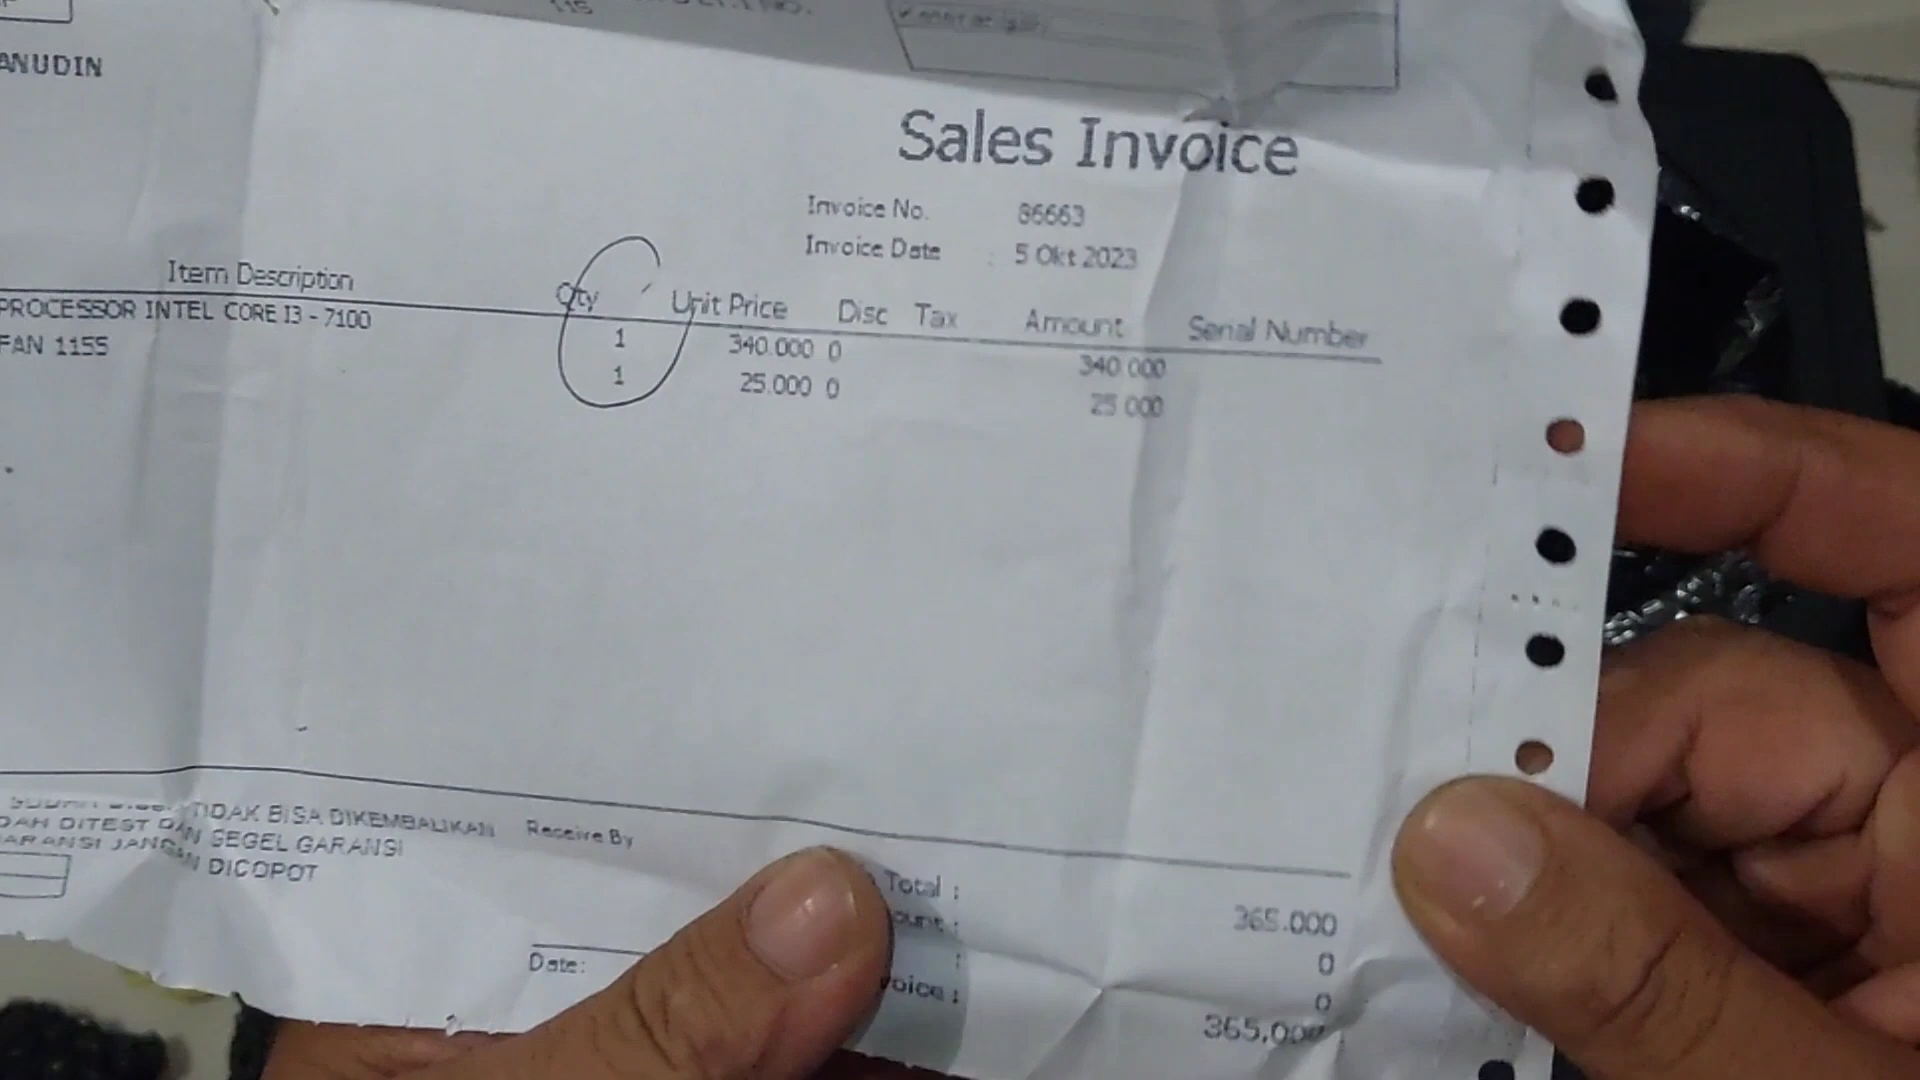 115
ANUDIN
Sales Invoice
Invoice No. 86663
Invoice Date : 5 Okt 2023
Item Description Qty Unit Price Disc Tax Amount Serial Number
PROCESSOR INTEL CORE I3 - 7100 1 340.000 0 340.000
FAN 1155 1 25.000 0 25.000
TIDAK BISA DIKEMBALIKAN Receive By
DAH DITEST DAN SEGEL GARANSI
ARANSI JANGAN DICOPOT
Total : 365.000
ount : 0
: 0
voice : 365.000
Date: